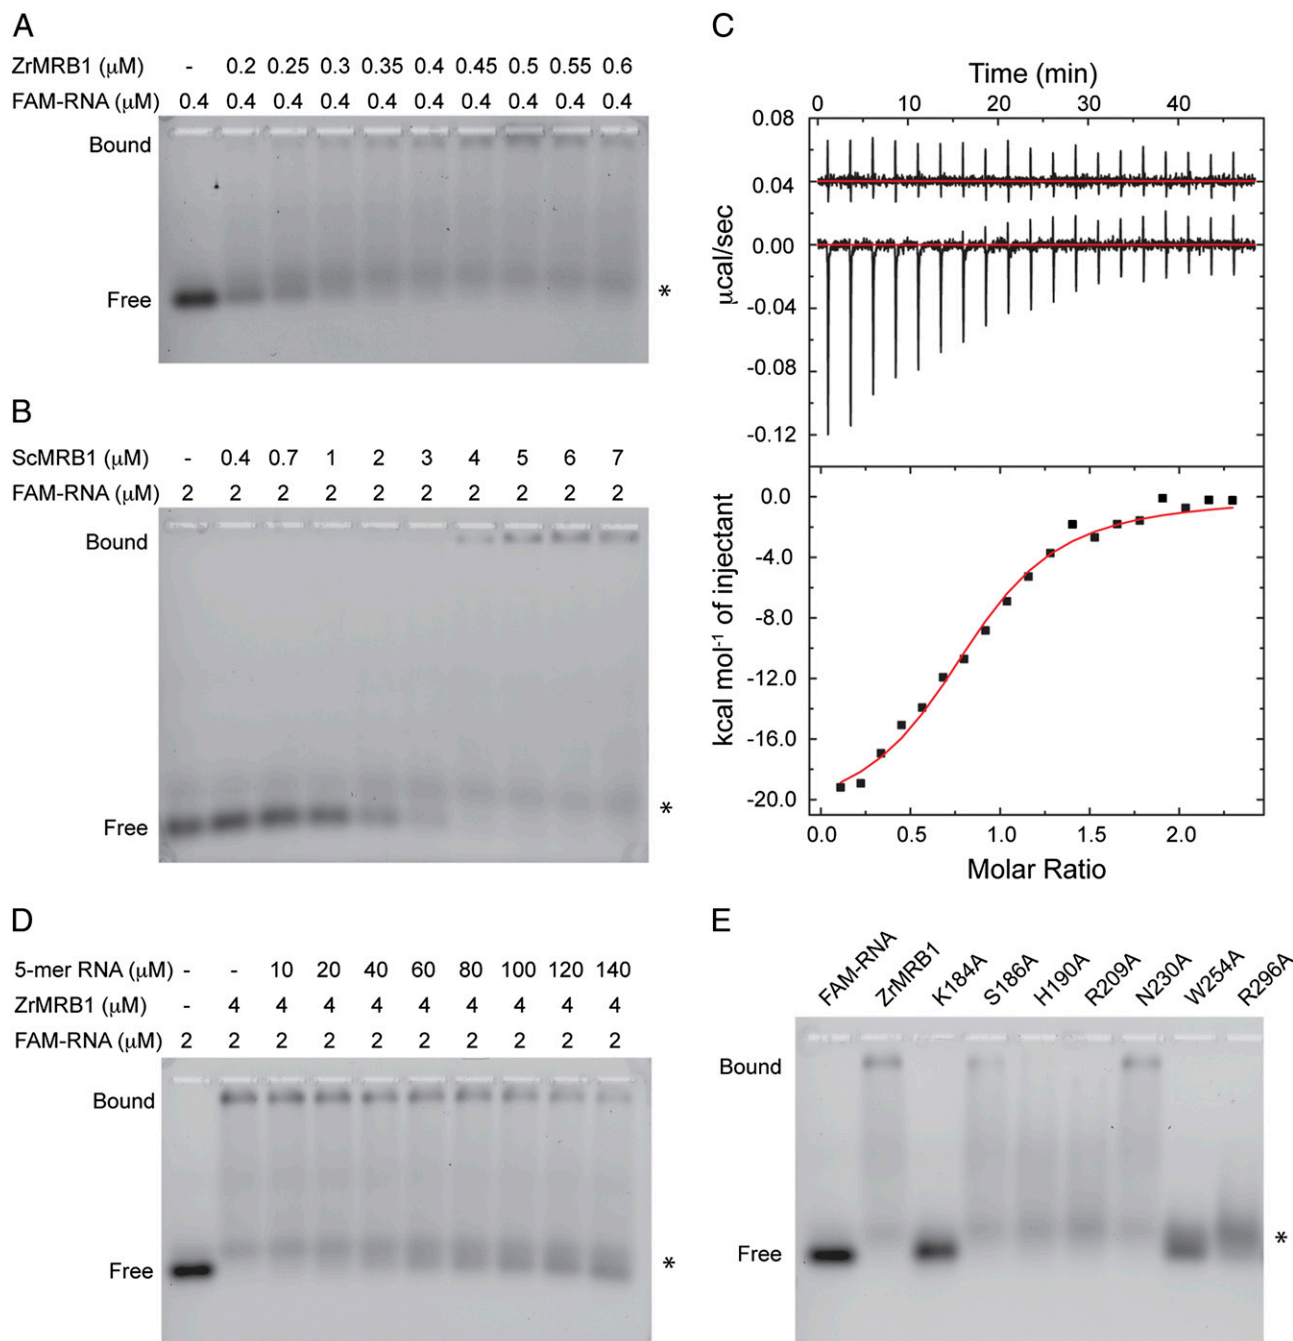 A
ZrMRB1 (μM) - 0.2 0.25 0.3 0.35 0.4 0.45 0.5 0.55 0.6
FAM-RNA (μM) 0.4 0.4 0.4 0.4 0.4 0.4 0.4 0.4 0.4 0.4
Bound
Free
*
B
ScMRB1 (μM) - 0.4 0.7 1 2 3 4 5 6 7
FAM-RNA (μM) 2 2 2 2 2 2 2 2 2 2
Bound
Free
*
C
Time (min)
0 10 20 30 40
0.08
0.04
0.00
-0.04
-0.08
-0.12
μcal/sec
0.0
-4.0
-8.0
-12.0
-16.0
-20.0
kcal mol⁻¹ of injectant
0.0 0.5 1.0 1.5 2.0
Molar Ratio
D
5-mer RNA (μM) - - 10 20 40 60 80 100 120 140
ZrMRB1 (μM) - 4 4 4 4 4 4 4 4 4
FAM-RNA (μM) 2 2 2 2 2 2 2 2 2 2
Bound
Free
*
E
FAM-RNA ZrMRB1 K184A S186A H190A R209A N230A W254A R296A
Bound
Free
*